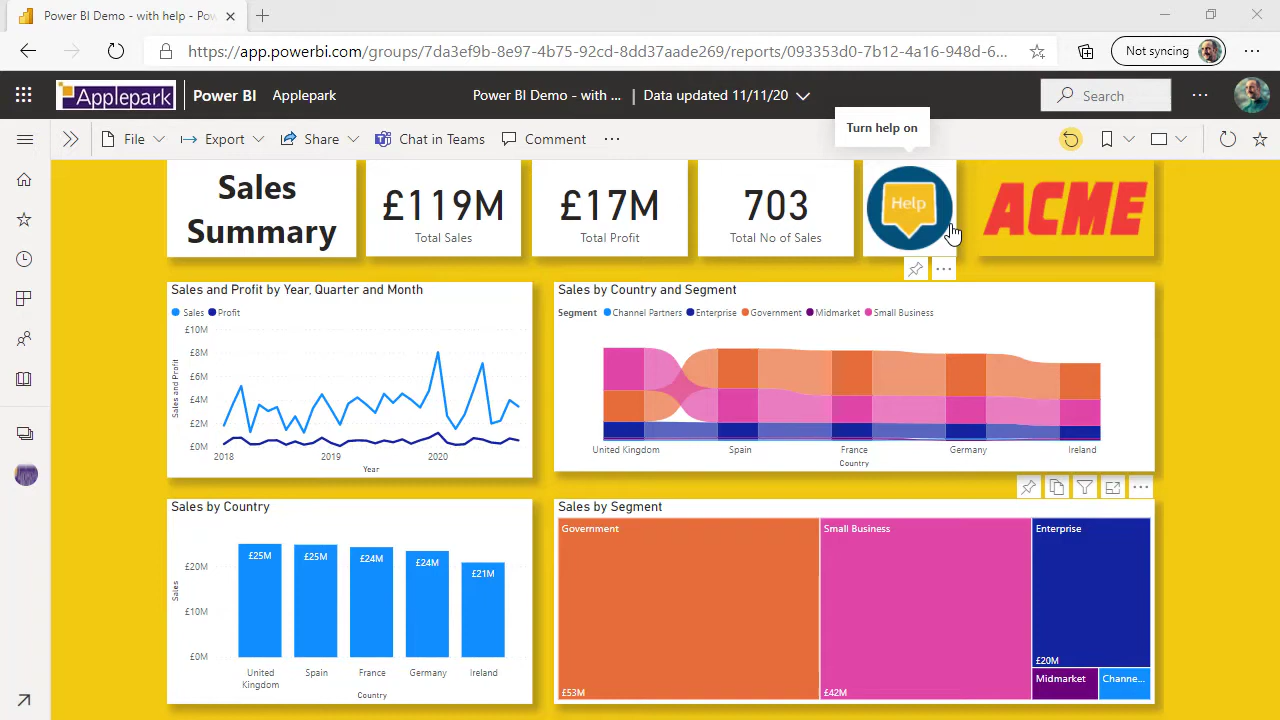 Power BI Demo - with help - Pow
https://app.powerbi.com/groups/7da3ef9b-8e97-4b75-92cd-8dd37aade269/reports/093353d0-7b12-4a16-948d-6...
Not syncing
Applepark
Power BI
Applepark
Power BI Demo - with ...
Data updated 11/11/20
Search
Turn help on
File
Export
Share
Chat in Teams
Comment
Sales
Summary
£119M
Total Sales
£17M
Total Profit
703
Total No of Sales
Help
ACME
Sales and Profit by Year, Quarter and Month
Sales Profit
£10M
£8M
£6M
£4M
£2M
£0M
Sales and Profit
2018 2019 2020
Year
Sales by Country and Segment
Segment Channel Partners Enterprise Government Midmarket Small Business
United Kingdom Spain France Germany Ireland
Country
Sales by Country
£20M
£10M
£0M
Sales
£25M £25M £24M £24M £21M
United Kingdom Spain France Germany Ireland
Country
Sales by Segment
Government
£53M
Small Business
£42M
Enterprise
£20M
Midmarket
Channe...